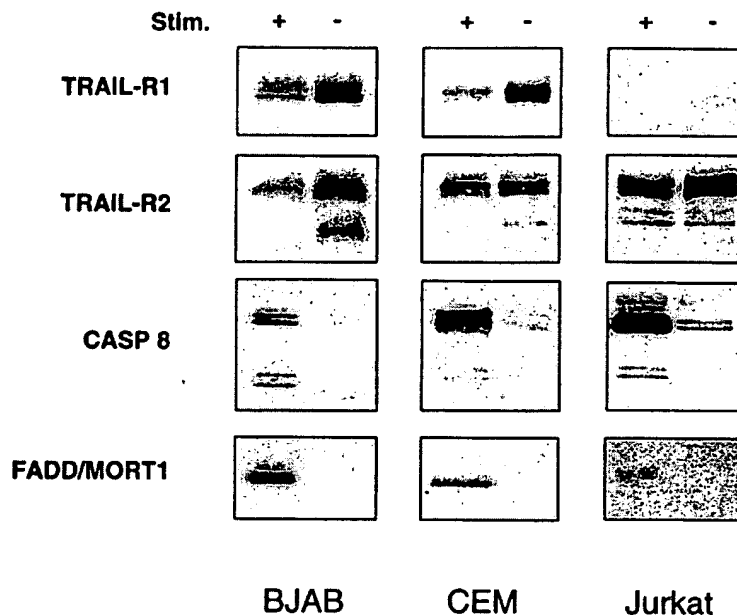 Stim. + - + - + -
TRAIL-R1
TRAIL-R2
CASP 8
FADD/MORT1
BJAB CEM Jurkat